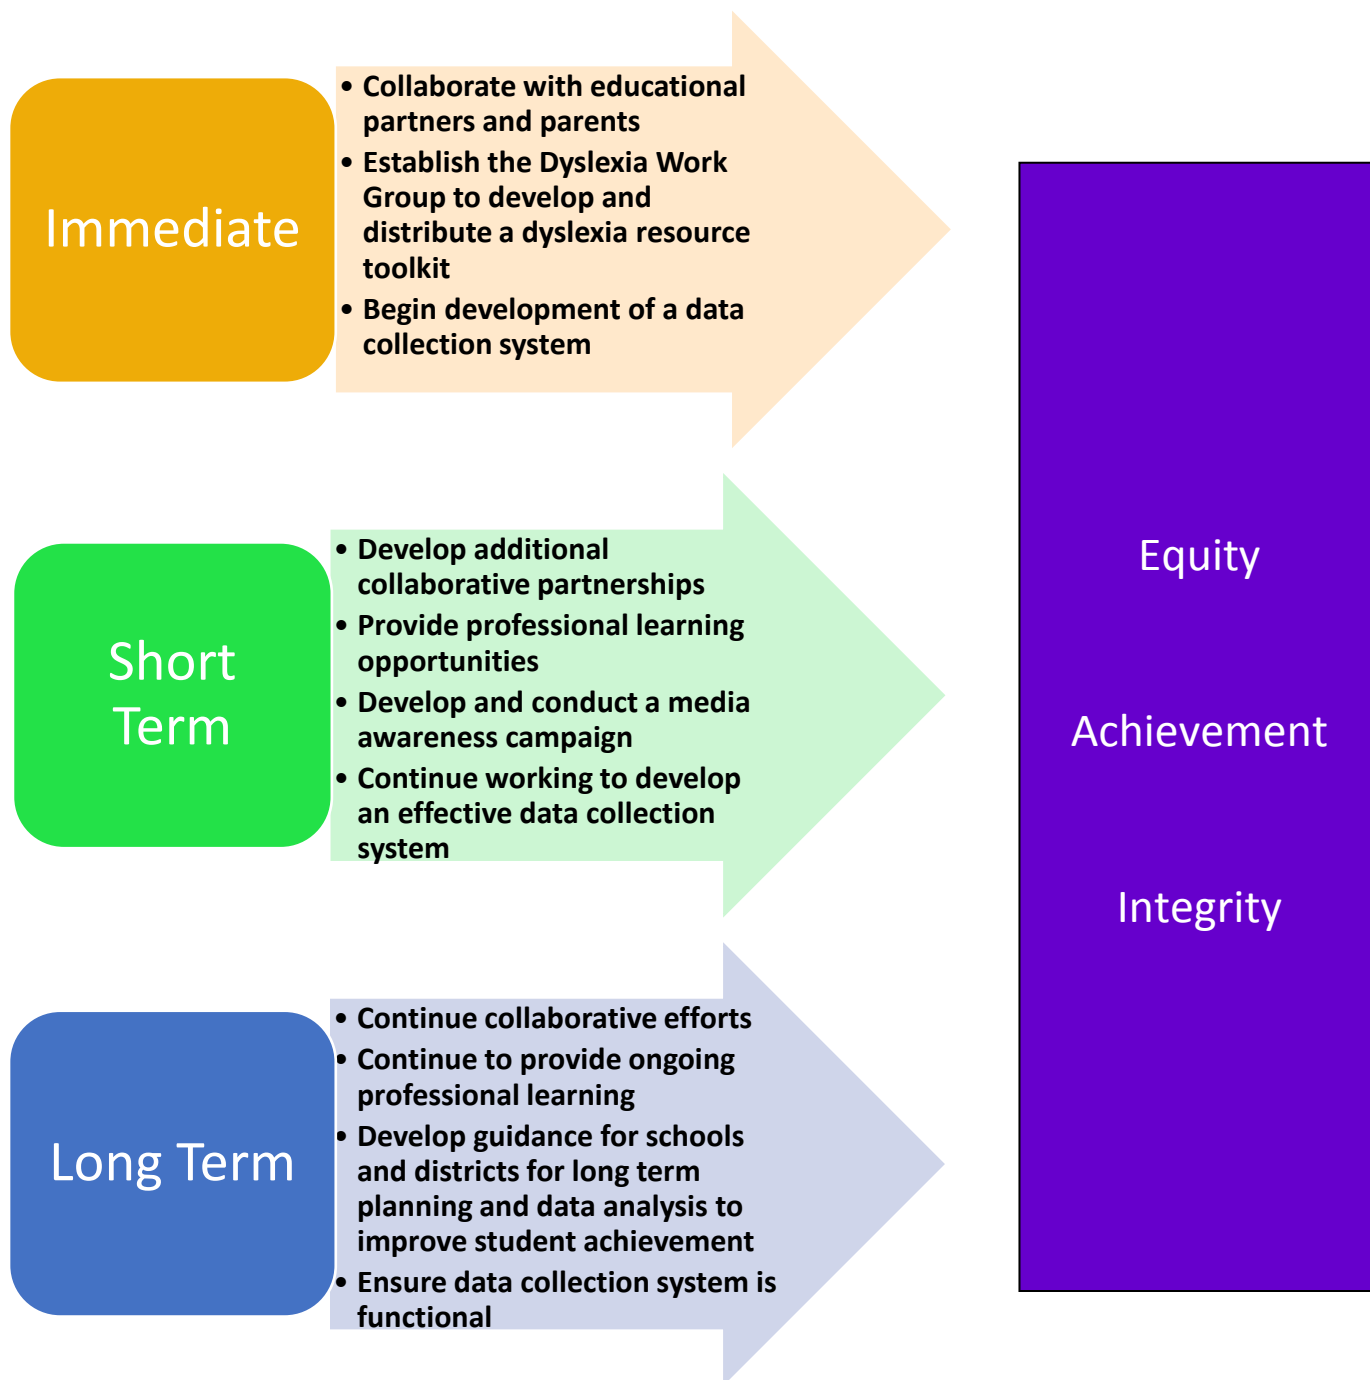 Immediate
• Collaborate with educational
partners and parents
• Establish the Dyslexia Work
Group to develop and
distribute a dyslexia resource
toolkit
• Begin development of a data
collection system
Short
Term
• Develop additional
collaborative partnerships
• Provide professional learning
opportunities
• Develop and conduct a media
awareness campaign
• Continue working to develop
an effective data collection
system
Long Term
• Continue collaborative efforts
• Continue to provide ongoing
professional learning
• Develop guidance for schools
and districts for long term
planning and data analysis to
improve student achievement
• Ensure data collection system is
functional
Equity
Achievement
Integrity